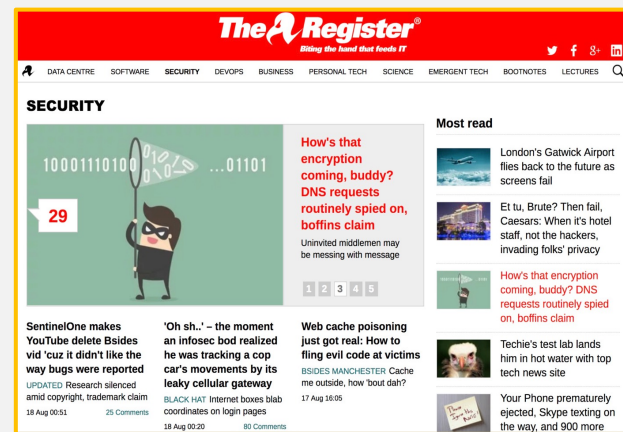 The Register®
Biting the hand that feeds IT
DATA CENTRE SOFTWARE SECURITY DEVOPS BUSINESS PERSONAL TECH SCIENCE EMERGENT TECH BOOTNOTES LECTURES
SECURITY
10001110100 010110 ...01101
29
How's that
encryption
coming, buddy?
DNS requests
routinely spied on,
boffins claim
Uninvited middlemen may
be messing with message
1 2 3 4 5
SentinelOne makes
YouTube delete Bsides
vid 'cuz it didn't like the
way bugs were reported
UPDATED Research silenced
amid copyright, trademark claim
18 Aug 00:51 25 Comments
'Oh sh..' – the moment
an infosec bod realized
he was tracking a cop
car's movements by its
leaky cellular gateway
BLACK HAT Internet boxes blab
coordinates on login pages
18 Aug 00:20 80 Comments
Web cache poisoning
just got real: How to
fling evil code at victims
BSIDES MANCHESTER Cache
me outside, how 'bout dah?
17 Aug 16:05
Most read
London's Gatwick Airport
flies back to the future as
screens fail
Et tu, Brute? Then fail,
Caesars: When it's hotel
staff, not the hackers,
invading folks' privacy
How's that encryption
coming, buddy? DNS
requests routinely spied
on, boffins claim
Techie's test lab lands
him in hot water with top
tech news site
Your Phone prematurely
ejected, Skype texting on
the way, and 900 more